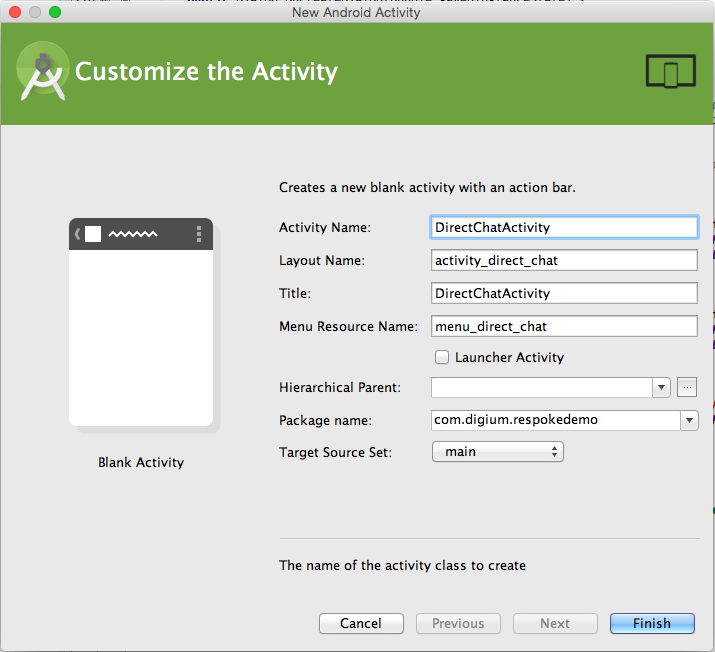 New Android Activity
Customize the Activity
Creates a new blank activity with an action bar.
Activity Name: DirectChatActivity
Layout Name: activity_direct_chat
Title: DirectChatActivity
Menu Resource Name: menu_direct_chat
Launcher Activity
Hierarchical Parent: ...
Package name: com.digium.respokedemo
Target Source Set: main
Blank Activity
The name of the activity class to create
Cancel Previous Next Finish